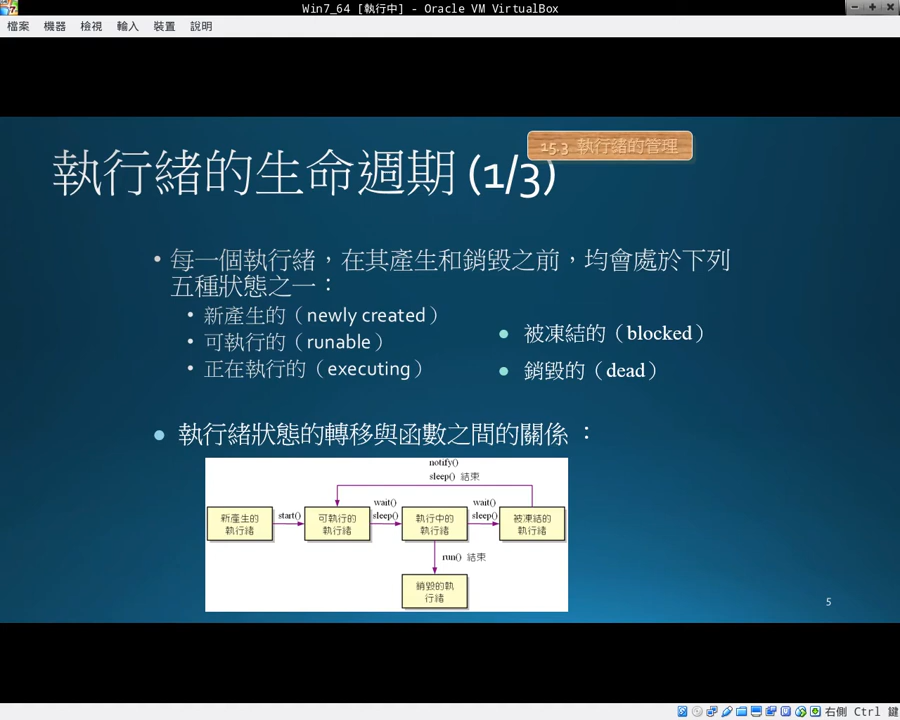 Win7_64 [執行中] - Oracle VM VirtualBox
檔案 機器 檢視 輸入 裝置 說明
15.3 執行緒的管理
執行緒的生命週期 (1/3)
• 每一個執行緒，在其產生和銷毀之前，均會處於下列
五種狀態之一：
• 新產生的（newly created）
• 可執行的（runable）
• 正在執行的（executing）
• 被凍結的（blocked）
• 銷毀的（dead）
• 執行緒狀態的轉移與函數之間的關係 ：
notify()
sleep() 結束
新產生的
執行緒
start()
可執行的
執行緒
wait()
sleep()
執行中的
執行緒
wait()
sleep()
被凍結的
執行緒
run() 結束
銷毀的執
行緒
5
右側 Ctrl 鍵